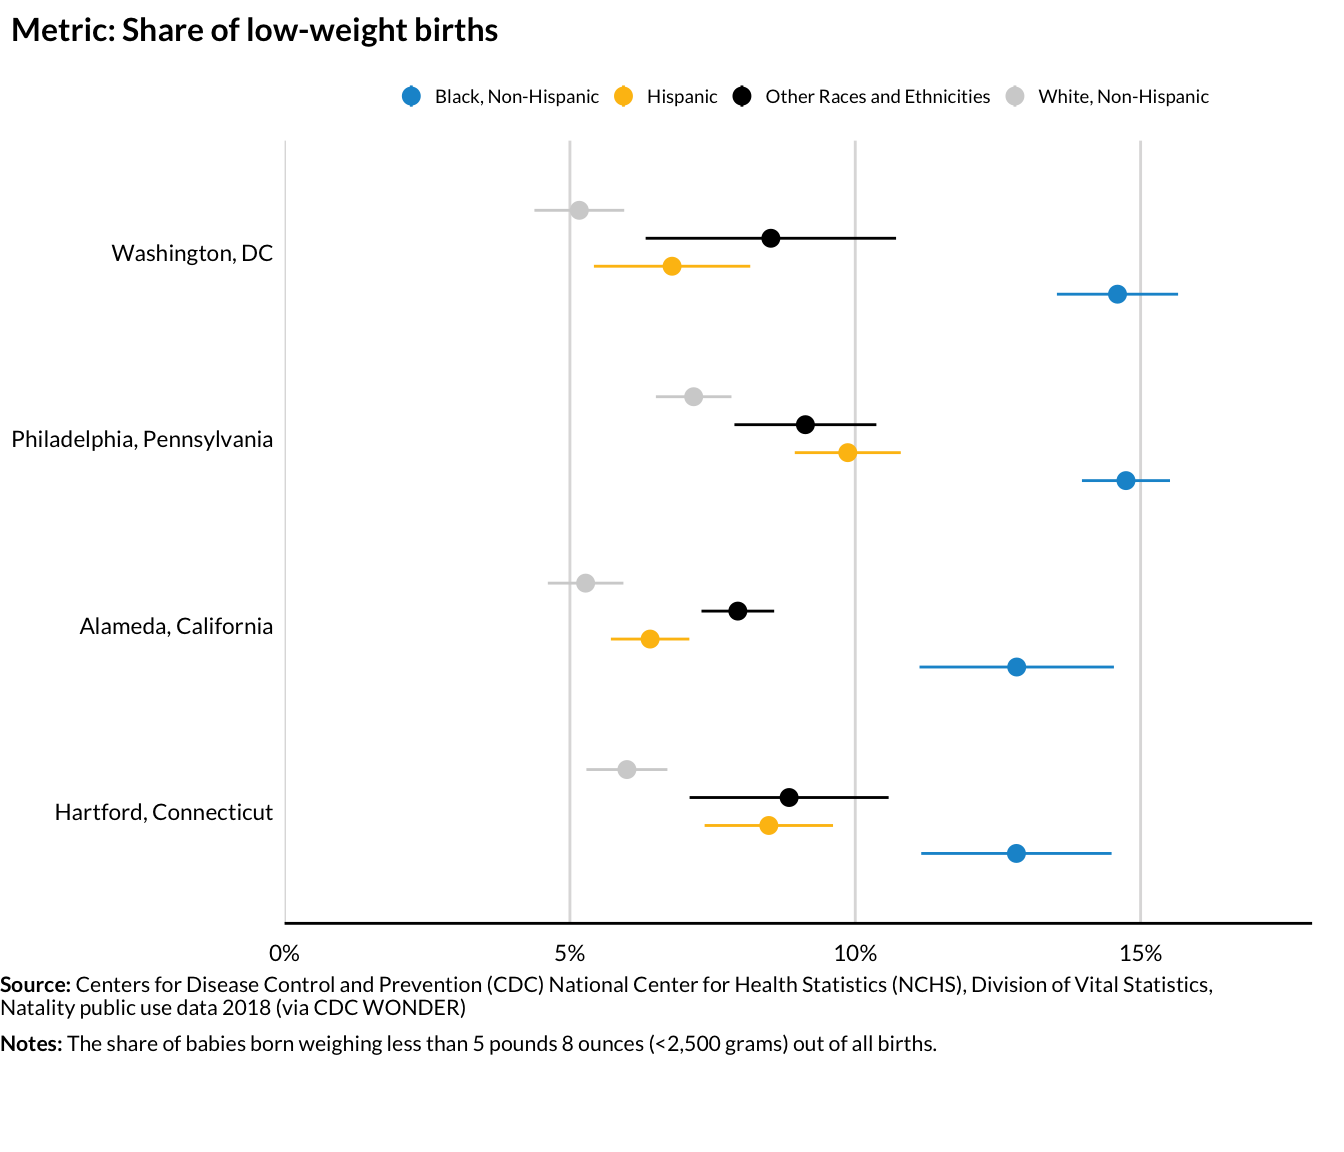 Metric: Share of low-weight births
Black, Non-Hispanic Hispanic Other Races and Ethnicities White, Non-Hispanic
Washington, DC
Philadelphia, Pennsylvania
Alameda, California
Hartford, Connecticut
0% 5% 10% 15%
Source: Centers for Disease Control and Prevention (CDC) National Center for Health Statistics (NCHS), Division of Vital Statistics,
Natality public use data 2018 (via CDC WONDER)
Notes: The share of babies born weighing less than 5 pounds 8 ounces (<2,500 grams) out of all births.